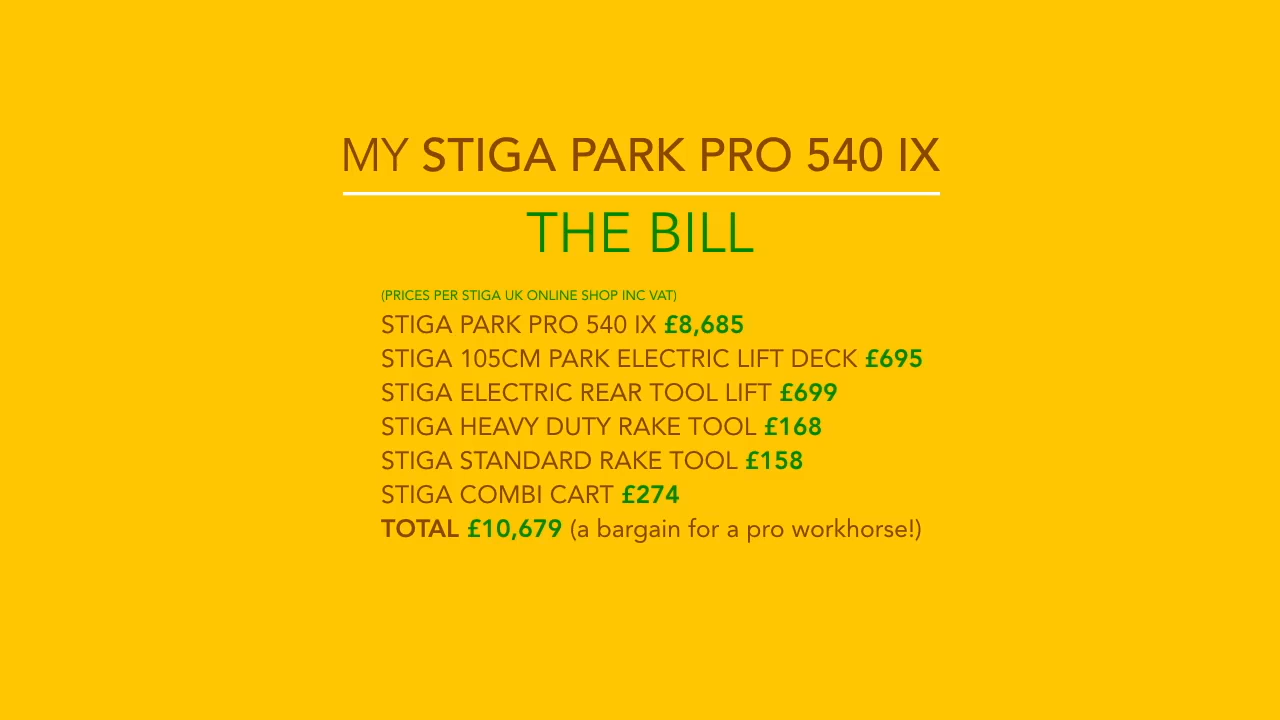 MY STIGA PARK PRO 540 IX
THE BILL
(PRICES PER STIGA UK ONLINE SHOP INC VAT)
STIGA PARK PRO 540 IX £8,685
STIGA 105CM PARK ELECTRIC LIFT DECK £695
STIGA ELECTRIC REAR TOOL LIFT £699
STIGA HEAVY DUTY RAKE TOOL £168
STIGA STANDARD RAKE TOOL £158
STIGA COMBI CART £274
TOTAL £10,679 (a bargain for a pro workhorse!)